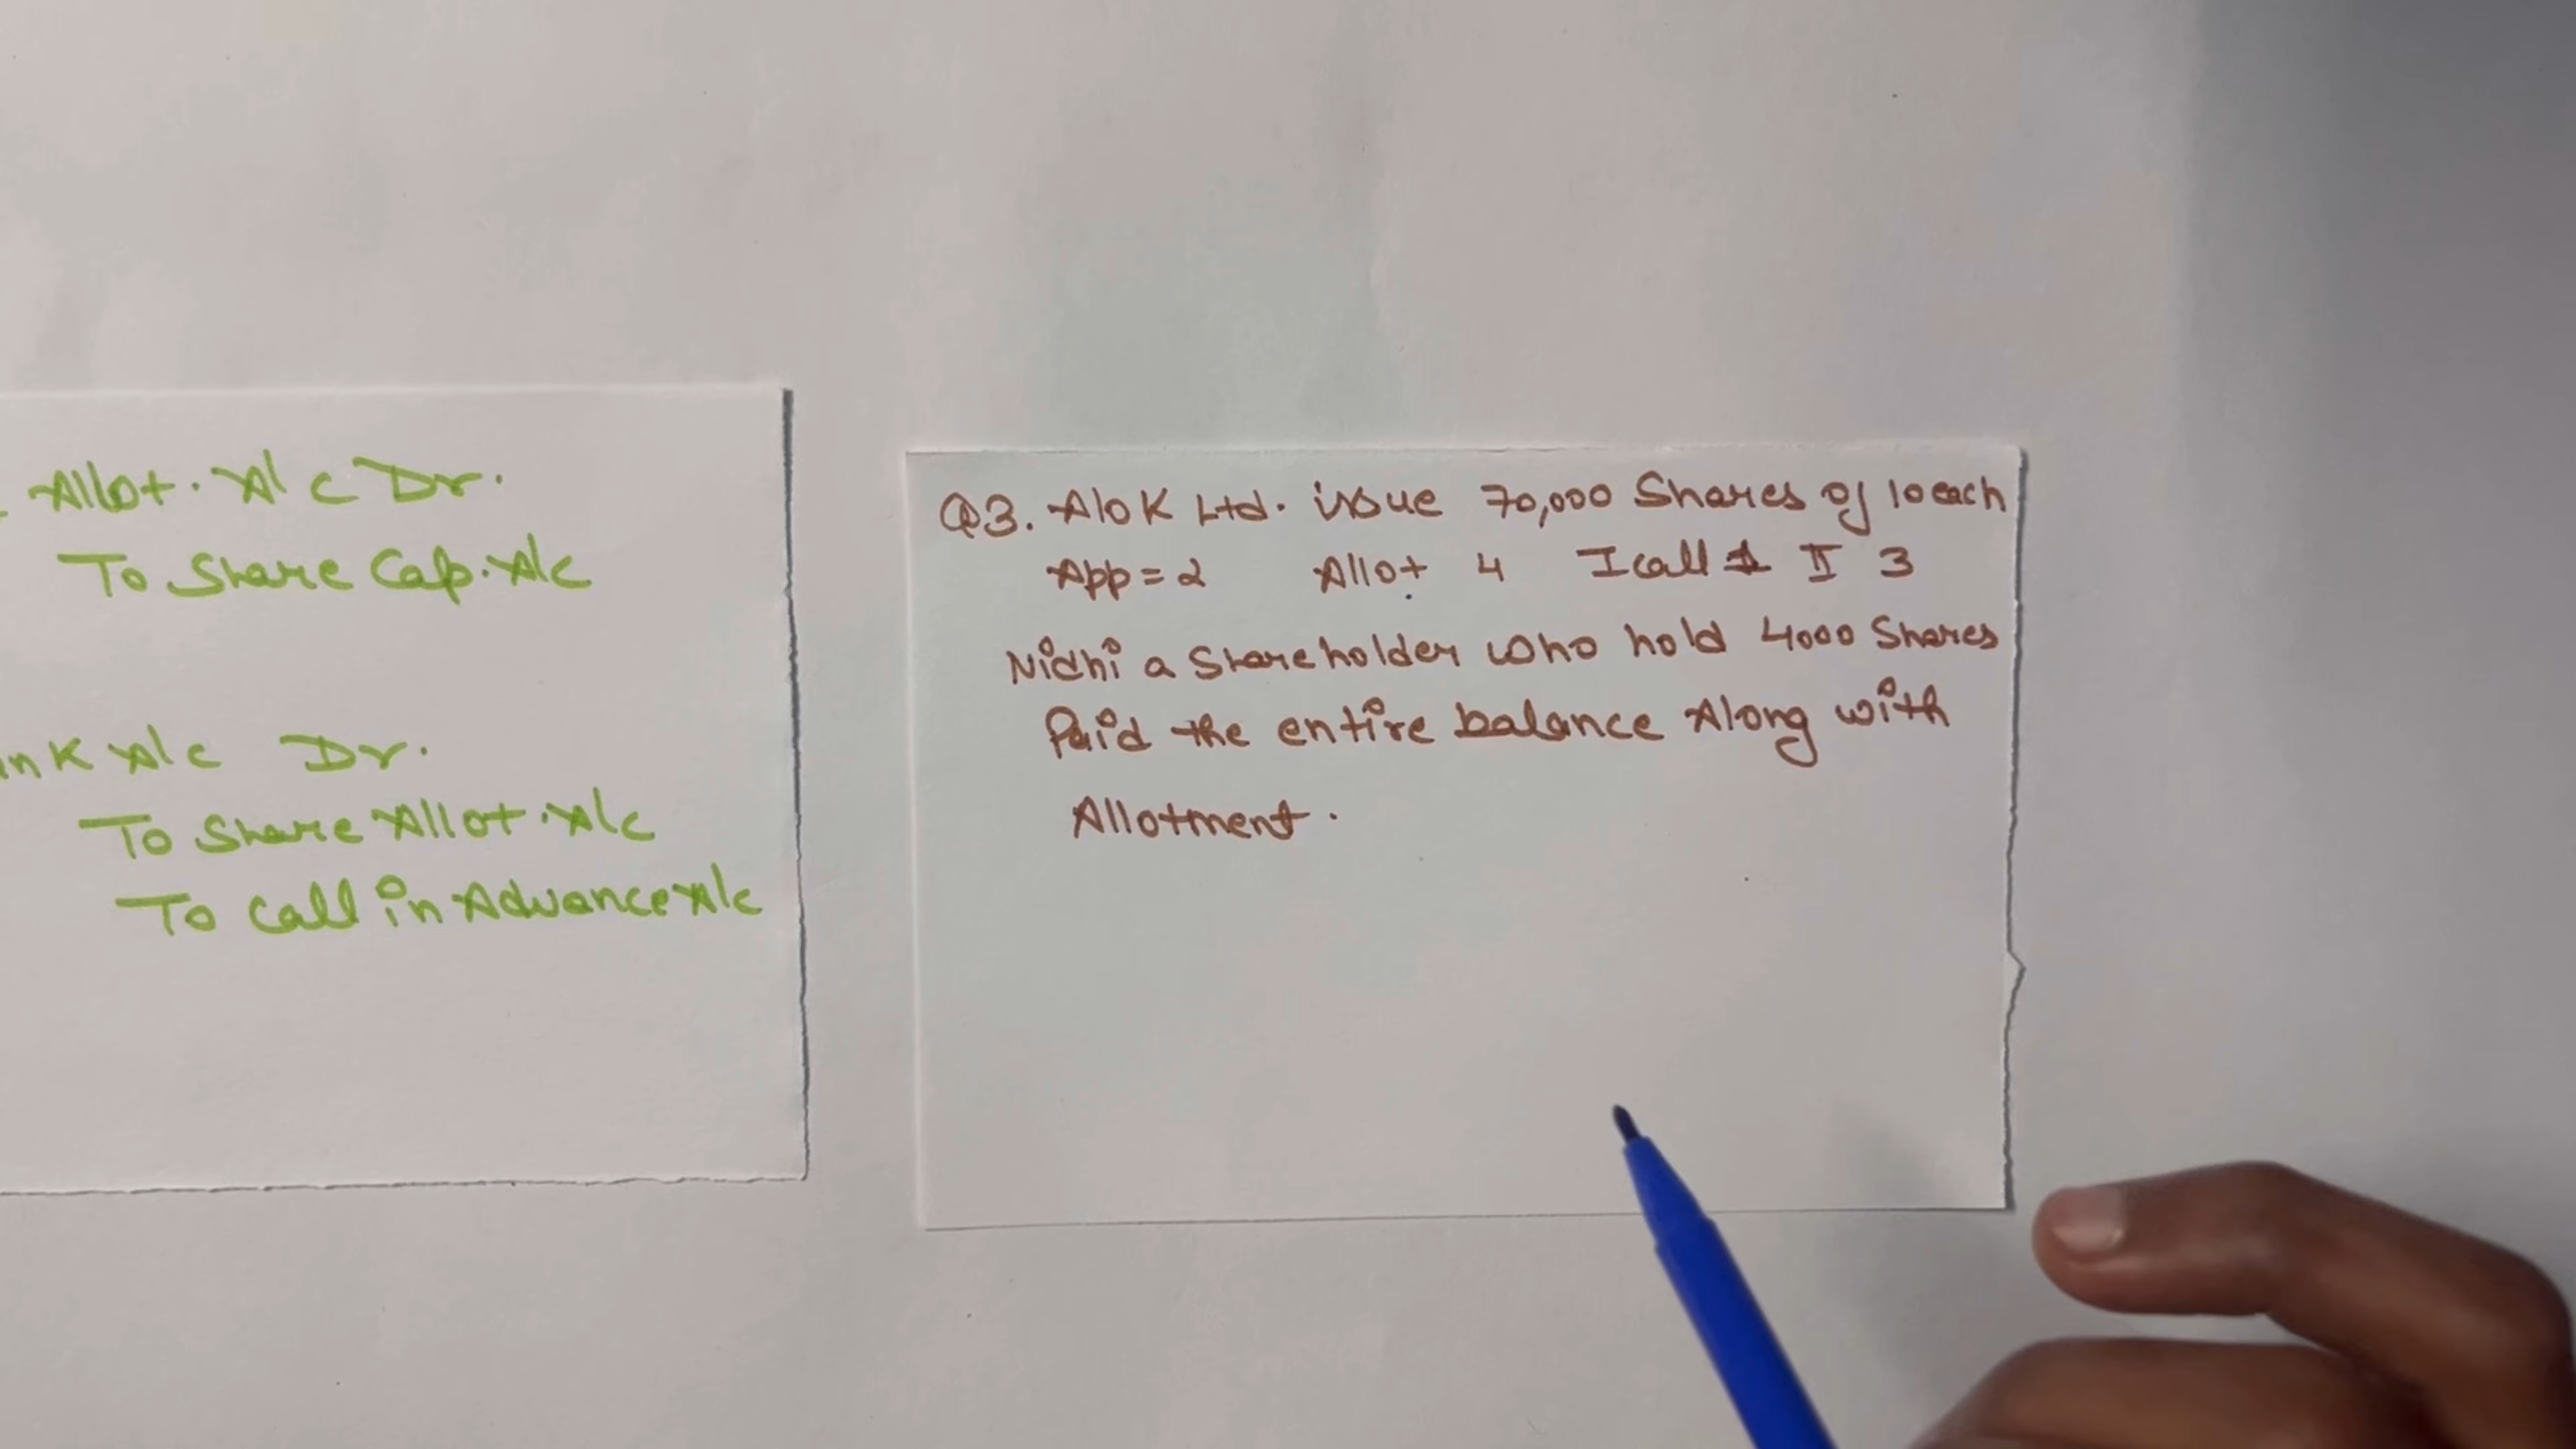 Allot. A/c Dr.
To Share Cap. A/c
A/c Dr.
To Share Allot. A/c
To Call in Advance A/c
Q3. Alok Ltd. issue 70,000 Shares of 10 each
App = 2 Allot 4 I call 1 II 3
Nidhi a Shareholder who hold 4000 Shares
Paid the entire balance Along with
Allotment.